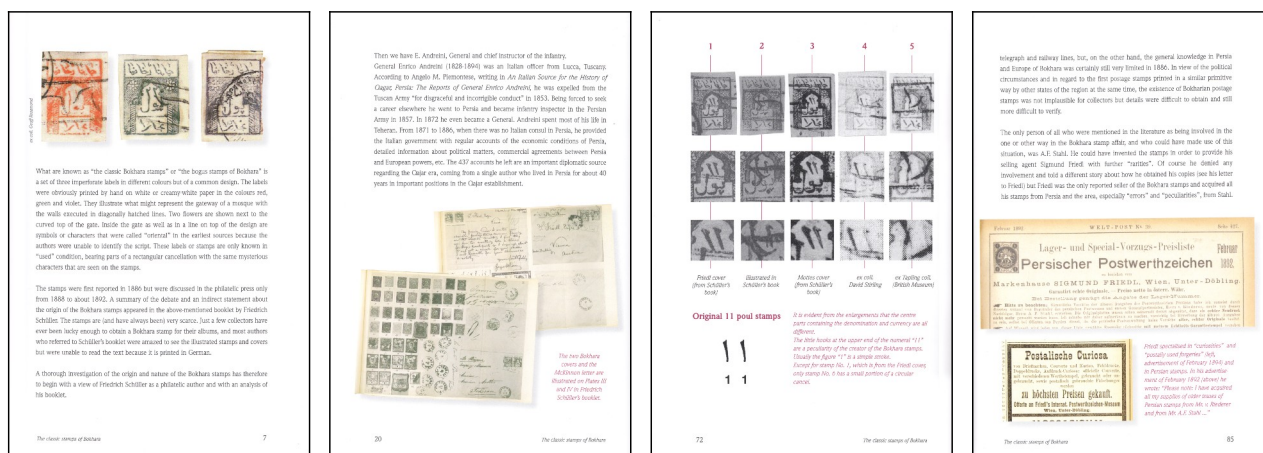 What are known as "the classic Bokhara stamps" or "the bogus stamps of Bokhara" is
a set of three imperforate labels in different colours but of a common design. The labels
were obviously printed by hand on white or creamy-white paper in the colours red,
green and violet. They illustrate what might represent the gateway of a mosque with
the walls executed in diagonally hatched lines. Two flowers are shown next to the
curved top of the gate. Inside the gate as well as in a line on top of the design are
symbols or characters that were called "oriental" in the earliest sources because the
authors were unable to identify the script. These labels or stamps are only known in
"used" condition, bearing parts of a rectangular cancellation with the same mysterious
characters that are seen on the stamps.
The stamps were first reported in 1886 but were discussed in the philatelic press only
from 1888 to about 1892. A summary of the debate and an indirect statement about
the origin of the Bokhara stamps appeared in the above-mentioned booklet by Friedrich
Schüller. The stamps are (and have always been) very scarce. Just a few collectors have
ever been lucky enough to obtain a Bokhara stamp for their albums, and most authors
who referred to Schüller's booklet were amazed to see the illustrated stamps and covers
but were unable to read the text because it is printed in German.
A thorough investigation of the origin and nature of the Bokhara stamps has therefore
to begin with a view of Friedrich Schüller as a philatelic author and with an analysis of
his booklet.
The classic stamps of Bokhara
7
Then we have E. Andreini, General and chief instructor of the infantry.
General Enrico Andreini (1828-1894) was an Italian officer from Lucca, Tuscany.
According to Angelo M. Piemontese, writing in An Italian Source for the History of
Qagar, Persia: The Reports of General Enrico Andreini, he was expelled from the
Tuscan Army "for disgraceful and incorrigible conduct" in 1853. Being forced to seek
a career elsewhere he went to Persia and became infantry inspector in the Persian
Army in 1857. In 1872 he even became a General. Andreini spent most of his life in
Teheran. From 1871 to 1886, when there was no Italian consul in Persia, he provided
the Italian government with regular accounts of the economic conditions of Persia,
detailed information about political matters, commercial agreements between Persia
and European powers, etc. The 437 accounts he left are an important diplomatic source
regarding the Qajar era, coming from a single author who lived in Persia for about 40
years in important positions in the Qajar establishment.
The two Bokhara
covers and the
McKinnon letter are
illustrated on Plates III
and IV in Friedrich
Schüller's booklet.
20
The classic stamps of Bokhara
1 2 3 4 5
Friedl cover
(from Schüller's
book)
illustrated in
Schüller's book
Mottes cover
(from Schüller's
book)
ex coll.
David Stirling
ex Tapling coll.
(British Museum)
Original 11 poul stamps
It is evident from the enlargements that the centre
parts containing the denomination and currency are all
different.
The little hooks at the upper end of the numeral "11"
are a peculiarity of the creator of the Bokhara stamps.
Usually the figure "1" is a simple stroke.
Except for stamp No. 1, which is from the Friedl cover,
only stamp No. 6 has a small portion of a circular
cancel.
72
The classic stamps of Bokhara
telegraph and railway lines, but, on the other hand, the general knowledge in Persia
and Europe of Bokhara was certainly still very limited in 1886. In view of the political
circumstances and in regard to the first postage stamps printed in a similar primitive
way by other states of the region at the same time, the existence of Bokharian postage
stamps was not implausible for collectors but details were difficult to obtain and still
more difficult to verify.
The only person of all who were mentioned in the literature as being involved in the
one or other way in the Bokhara stamp affair, and who could have made use of this
situation, was A.F. Stahl. He could have invented the stamps in order to provide his
selling agent Sigmund Friedl with further "rarities". Of course he denied any
involvement and told a different story about how he obtained his copies (see his letter
to Friedl) but Friedl was the only reported seller of the Bokhara stamps and acquired all
his stamps from Persia and the area, especially "errors" and "peculiarities", from Stahl.
Februar 1892 WELT-POST Nr. Seite
Lager- und Special-Vorzugs-Preisliste
Februar
1892.
Persischer Postwerthzeichen
Markenhause SIGMUND FRIEDL, Wien, Unter-Döbling.
Postalische Curiosa
zu höchsten Preisen gekauft.
Offerte an Friedl's Internat. Postwerthzeichen-Museum
Wien, Unter-Döbling.
Friedl specialised in "curiosities" and
"postally used forgeries" (left,
advertisement of February 1894) and
in Persian stamps. In his advertise-
ment of February 1892 (above) he
wrote: "Please note: I have acquired
all my supplies of older issues of
Persian stamps from Mr. v. Riederer
and from Mr. A.F. Stahl ..."
The classic stamps of Bokhara
85